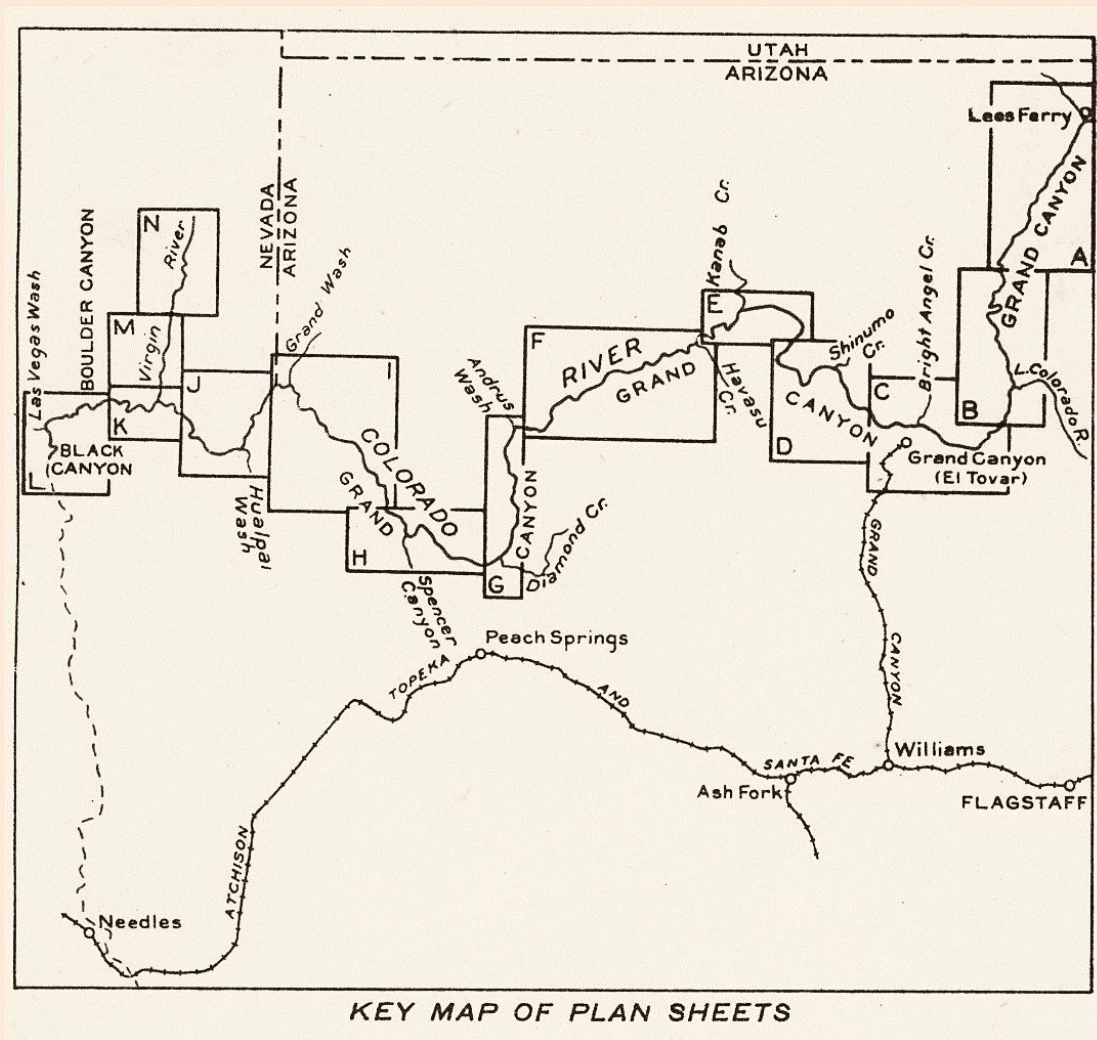 UTAH
ARIZONA
Lees Ferry
GRAND CANYON
A
NEVADA
ARIZONA
Kanab Cr.
N
River
BOULDER CANYON
Las Vegas Wash
M
Virgin
Grand Wash
E
Bright Angel Cr.
Shinumo
Cr.
F
RIVER
GRAND
Havasu
Cr.
Andrus
Wash
J
I
C
L. Colorado R.
B
CANYON
D
K
BLACK
CANYON
L
Grand Canyon
(El Tovar)
COLORADO
GRAND
CANYON
Hualpai
Wash
H
Spencer
Canyon
G
Diamond Cr.
GRAND
CANYON
Peach Springs
TOPEKA
AND
SANTA FE
Williams
Ash Fork
FLAGSTAFF
ATCHISON
Needles
KEY MAP OF PLAN SHEETS